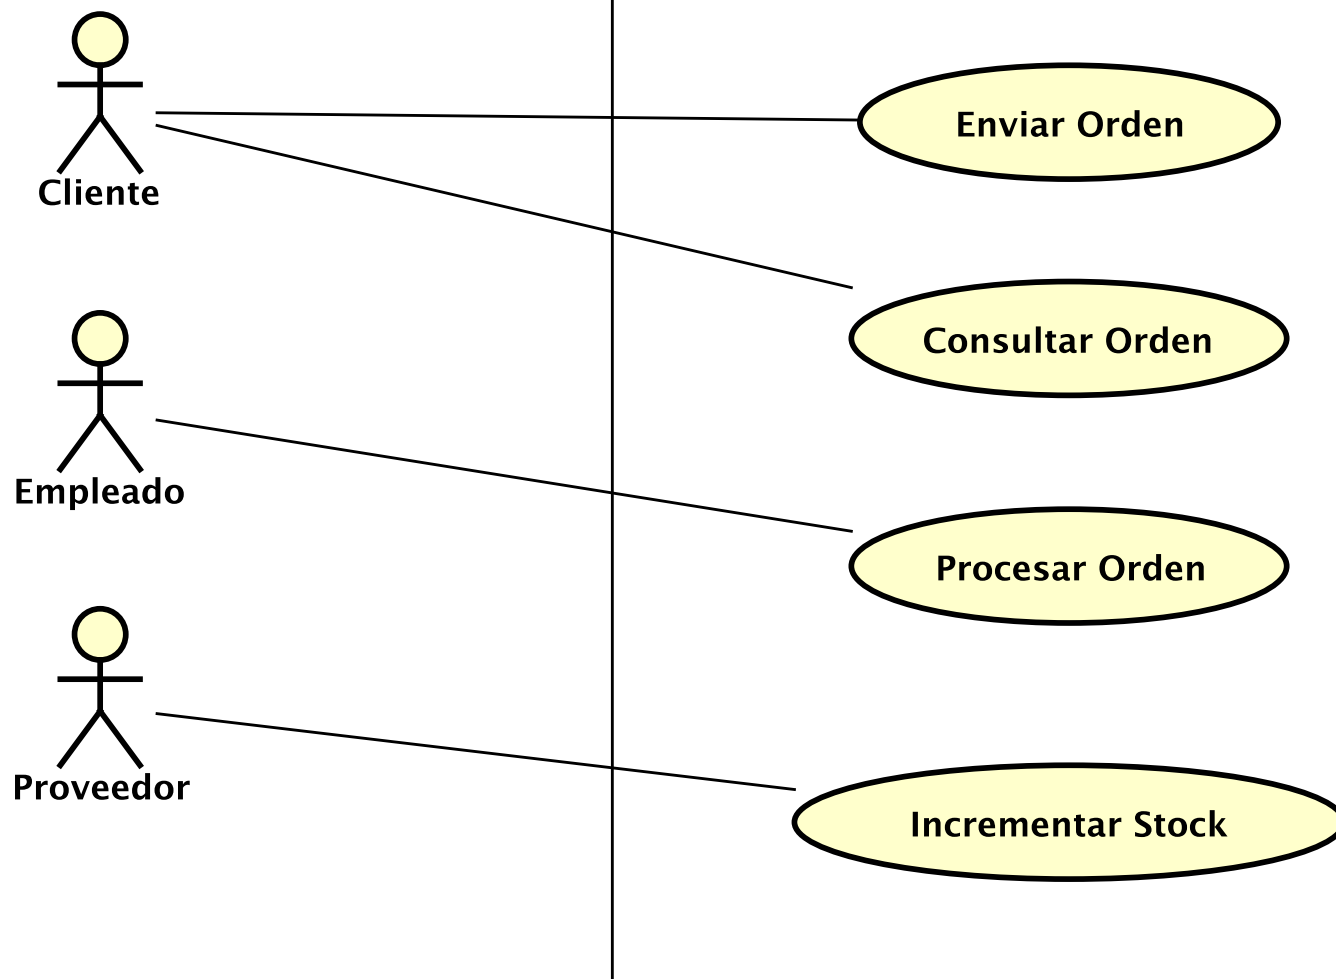 Cliente
Enviar Orden
Consultar Orden
Empleado
Procesar Orden
Proveedor
Incrementar Stock